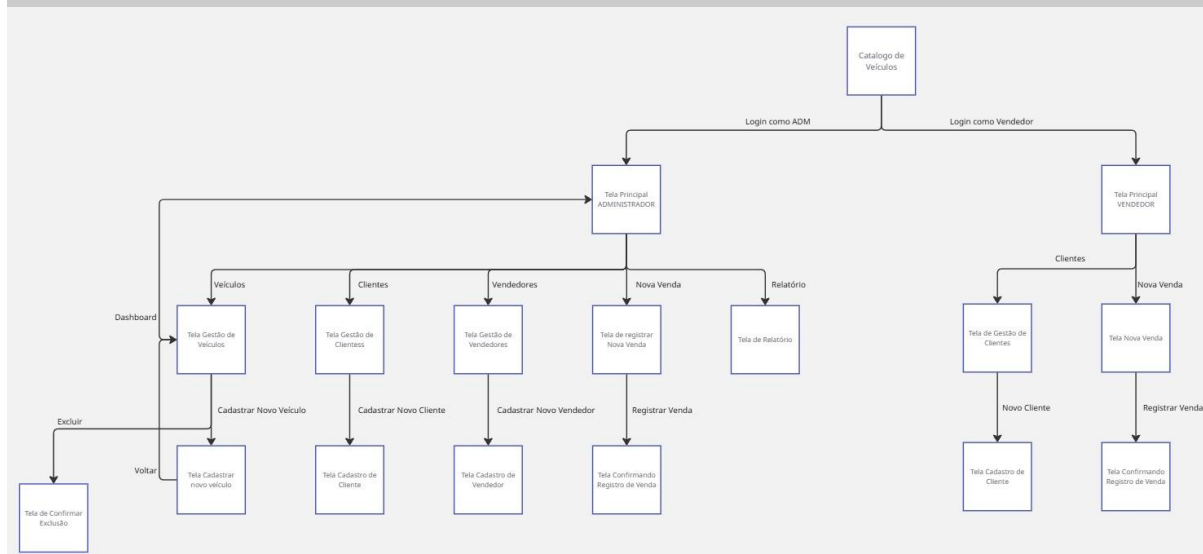 Catalogo de
Veículos
Login como ADM
Login como Vendedor
Tela Principal
ADMINISTRADOR
Tela Principal
VENDEDOR
Clientes
Veículos
Clientes
Vendedores
Nova Venda
Relatório
Nova Venda
Dashboard
Tela Gestão de
Veículos
Tela Gestão de
Clientess
Tela Gestão de
Vendedores
Tela de registrar
Nova Venda
Tela de Relatório
Tela de Gestão de
Clientes
Tela Nova Venda
Excluir
Cadastrar Novo Veículo
Cadastrar Novo Cliente
Cadastrar Novo Vendedor
Registrar Venda
Novo Cliente
Registrar Venda
Voltar
Tela Cadastrar
novo veículo
Tela Cadastro de
Cliente
Tela Cadastro de
Vendedor
Tela Confirmando
Registro de Venda
Tela Cadastro de
Cliente
Tela Confirmando
Registro de Venda
Tela de Confirmar
Exclusão